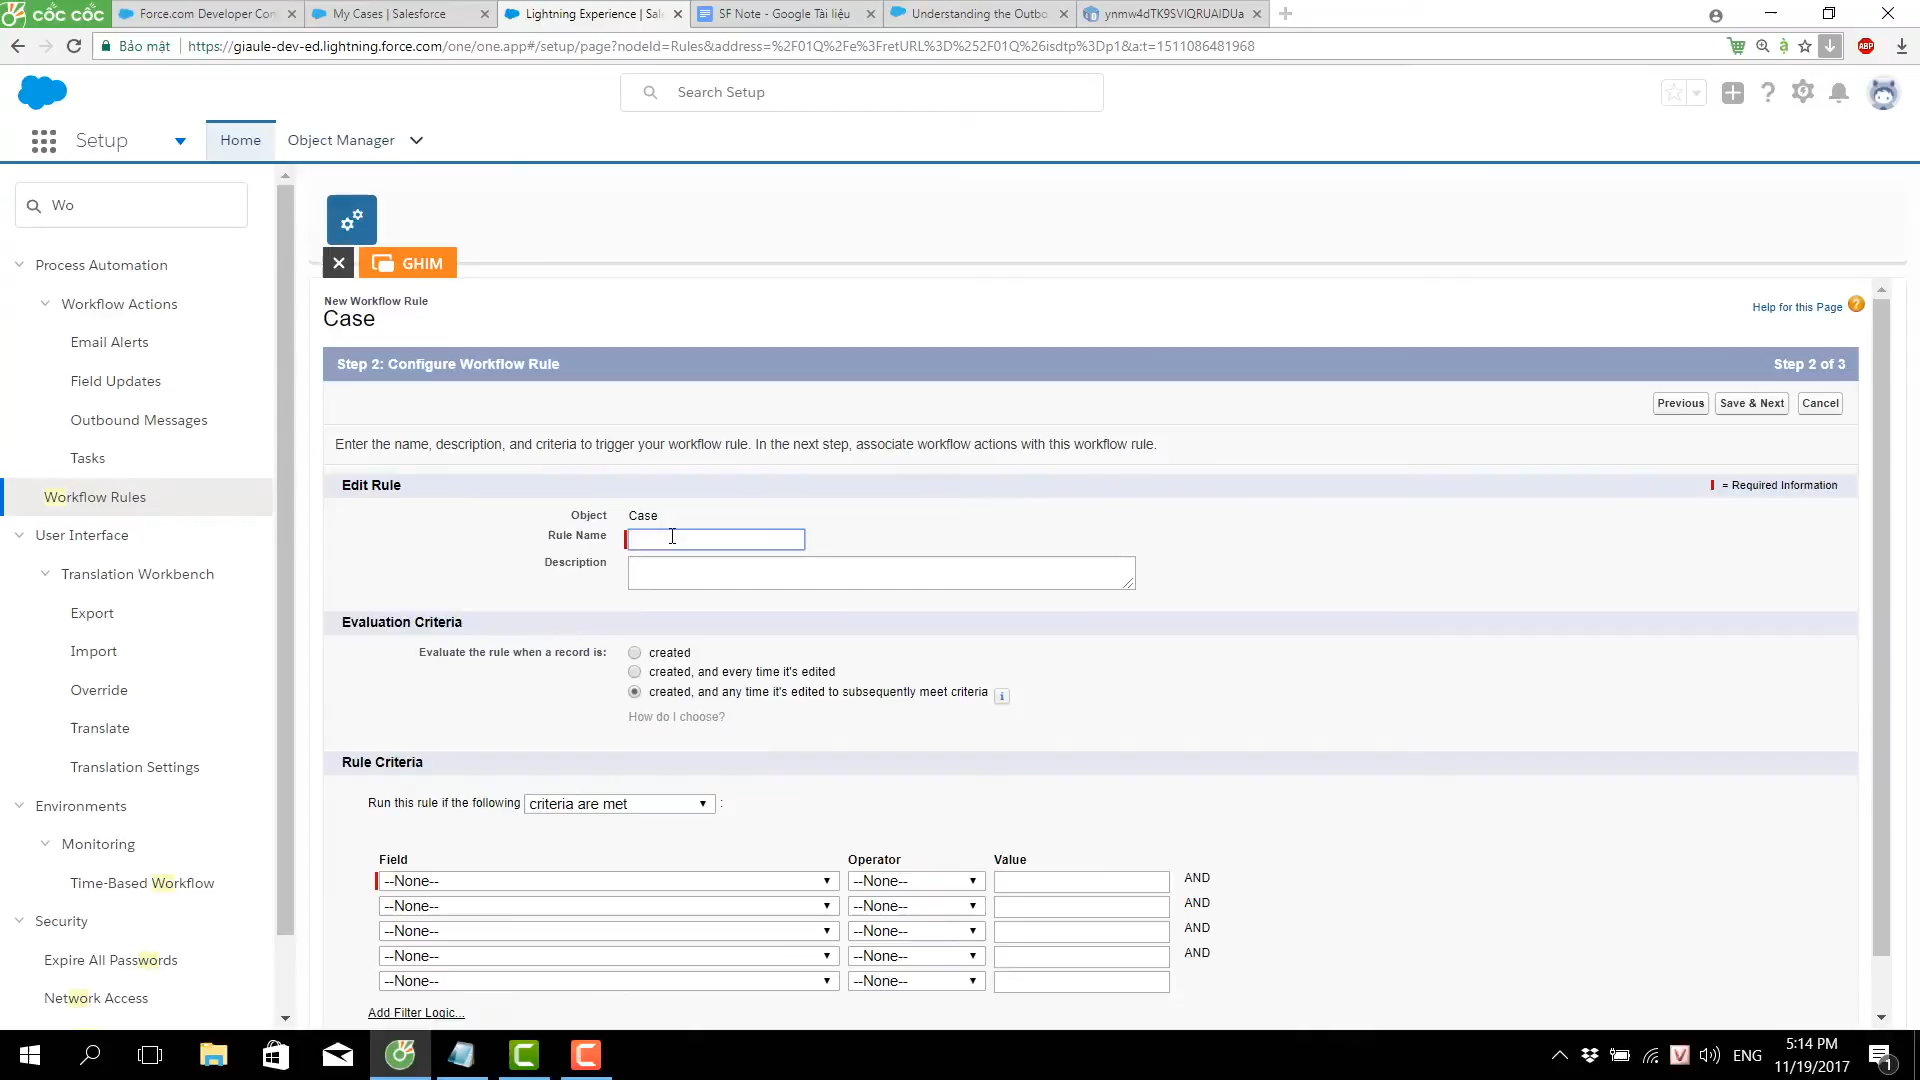 cốc cốc
Force.com Developer Con
My Cases | Salesforce
Lightning Experience | Sal
SF Note - Google Tài liệu
Understanding the Outbo
ynmw4dTK9SVIQRUAIDUa
Bảo mật
https://giaule-dev-ed.lightning.force.com/one/one.app#/setup/page?nodeId=Rules&address=%2F01Q%2Fe%3FretURL%3D%252F01Q%26isdtp%3Dp1&a:t=1511086481968
ABP
Search Setup
Setup
Home
Object Manager
Wo
Process Automation
Workflow Actions
Email Alerts
Field Updates
Outbound Messages
Tasks
Workflow Rules
User Interface
Translation Workbench
Export
Import
Override
Translate
Translation Settings
Environments
Monitoring
Time-Based Workflow
Security
Expire All Passwords
Network Access
GHIM
New Workflow Rule
Case
Help for this Page
Step 2: Configure Workflow Rule
Step 2 of 3
Previous
Save & Next
Cancel
Enter the name, description, and criteria to trigger your workflow rule. In the next step, associate workflow actions with this workflow rule.
Edit Rule
= Required Information
Object
Case
Rule Name
Description
Evaluation Criteria
Evaluate the rule when a record is:
created
created, and every time it's edited
created, and any time it's edited to subsequently meet criteria
How do I choose?
Rule Criteria
Run this rule if the following criteria are met :
Field Operator Value
--None-- --None-- AND
--None-- --None-- AND
--None-- --None-- AND
--None-- --None-- AND
--None-- --None--
Add Filter Logic...
ENG
5:14 PM
11/19/2017
1